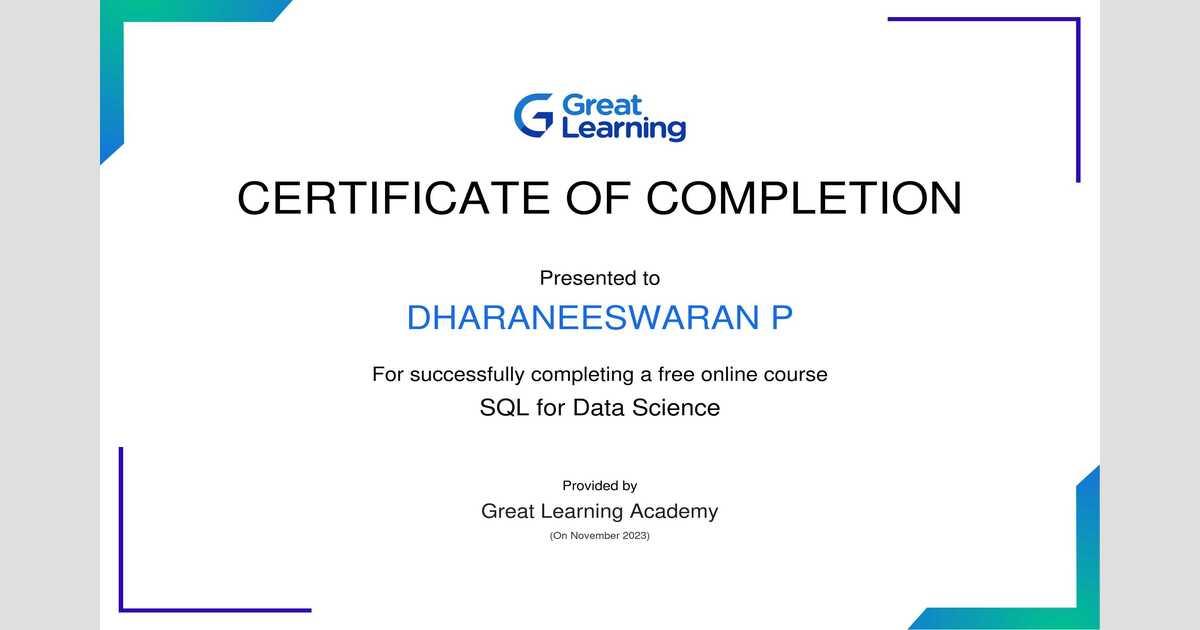 Great
Learning
CERTIFICATE OF COMPLETION
Presented to
DHARANEESWARAN P
For successfully completing a free online course
SQL for Data Science
Provided by
Great Learning Academy
(On November 2023)